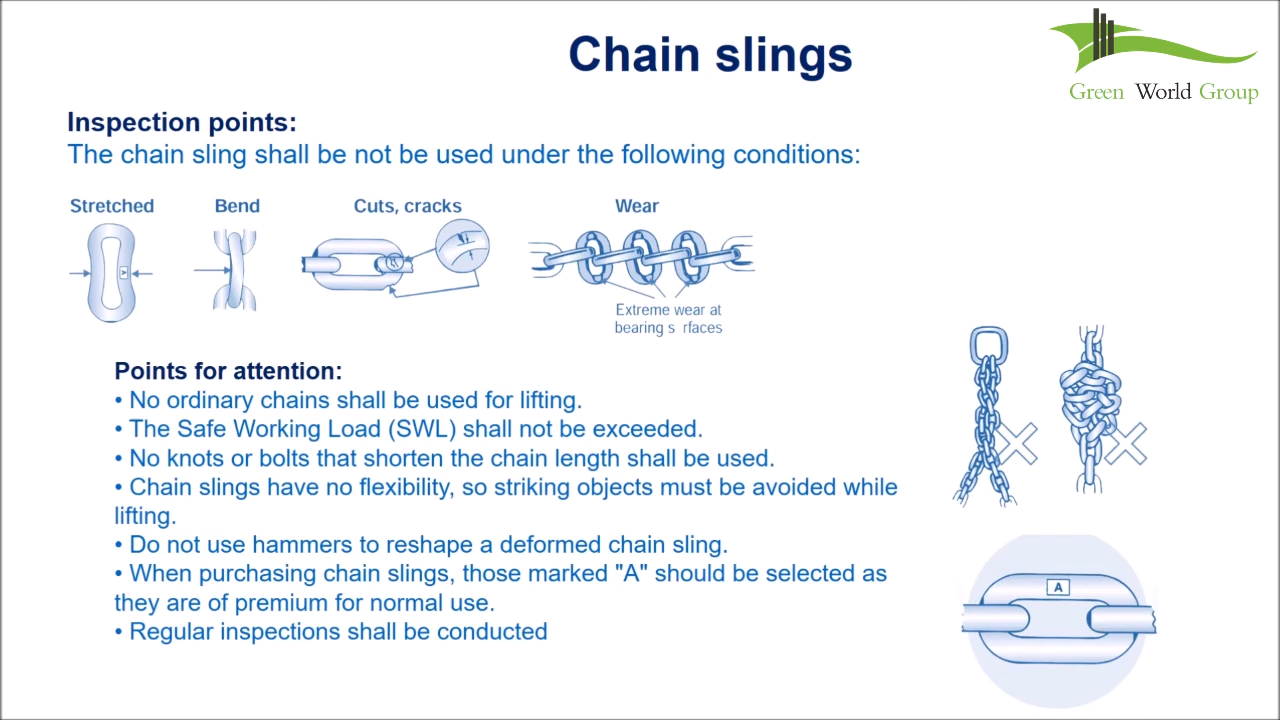 Chain slings
Green World Group
Inspection points:
The chain sling shall be not be used under the following conditions:
Stretched
Bend
Cuts, cracks
Wear
A
Extreme wear at
bearing s rfaces
Points for attention:
• No ordinary chains shall be used for lifting.
• The Safe Working Load (SWL) shall not be exceeded.
• No knots or bolts that shorten the chain length shall be used.
• Chain slings have no flexibility, so striking objects must be avoided while
lifting.
• Do not use hammers to reshape a deformed chain sling.
• When purchasing chain slings, those marked "A" should be selected as
they are of premium for normal use.
• Regular inspections shall be conducted
A